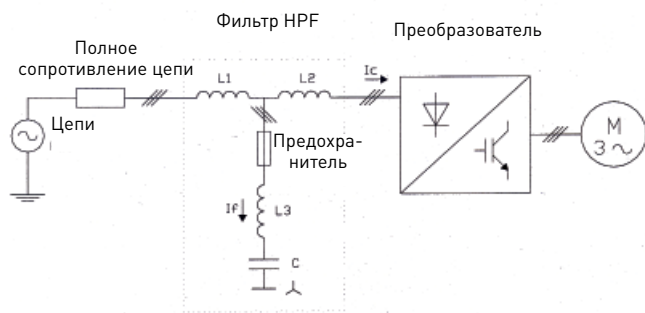 Фильтр HPF
Преобразователь
Полное
сопротивление цепи
L1
L2
Ic
Цепи
Предохра-
нитель
M
3
If
L3
C